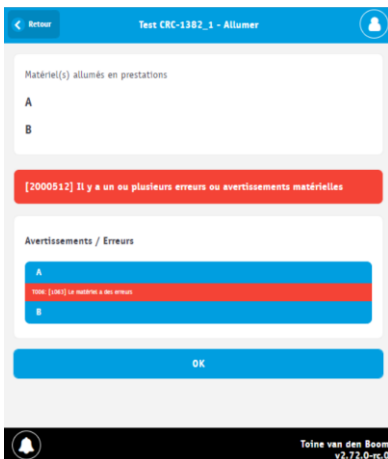 Retour
Test CRC-1382_1 - Allumer
Matériel(s) allumés en prestations
A
B
[2000512] Il y a un ou plusieurs erreurs ou avertissements matérielles
Avertissements / Erreurs
A
TODO: [1063] Le matériel a des erreurs
B
OK
Toine van den Boom
v2.72.0-rc.0